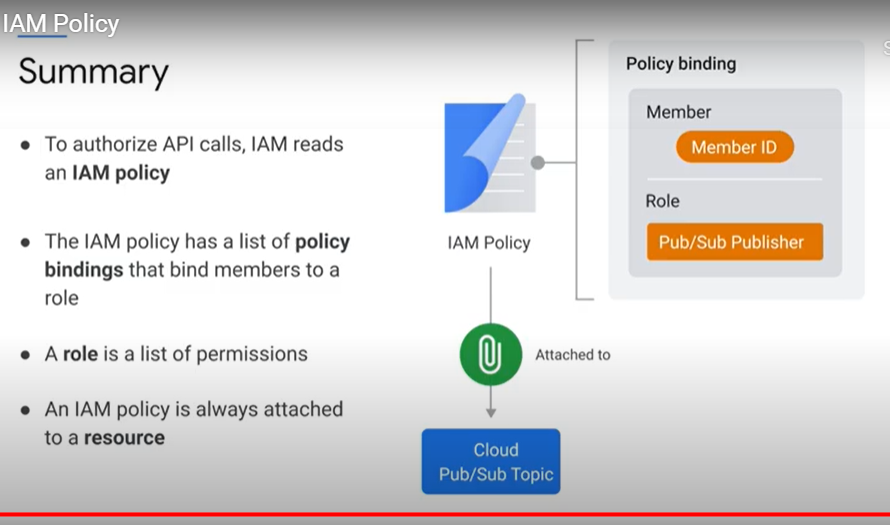 IAM Policy
Summary
To authorize API calls, IAM reads
an IAM policy
The IAM policy has a list of policy
bindings that bind members to a
role
A role is a list of permissions
An IAM policy is always attached
to a resource
IAM Policy
Attached to
Cloud
Pub/Sub Topic
Policy binding
Member
Member ID
Role
Pub/Sub Publisher